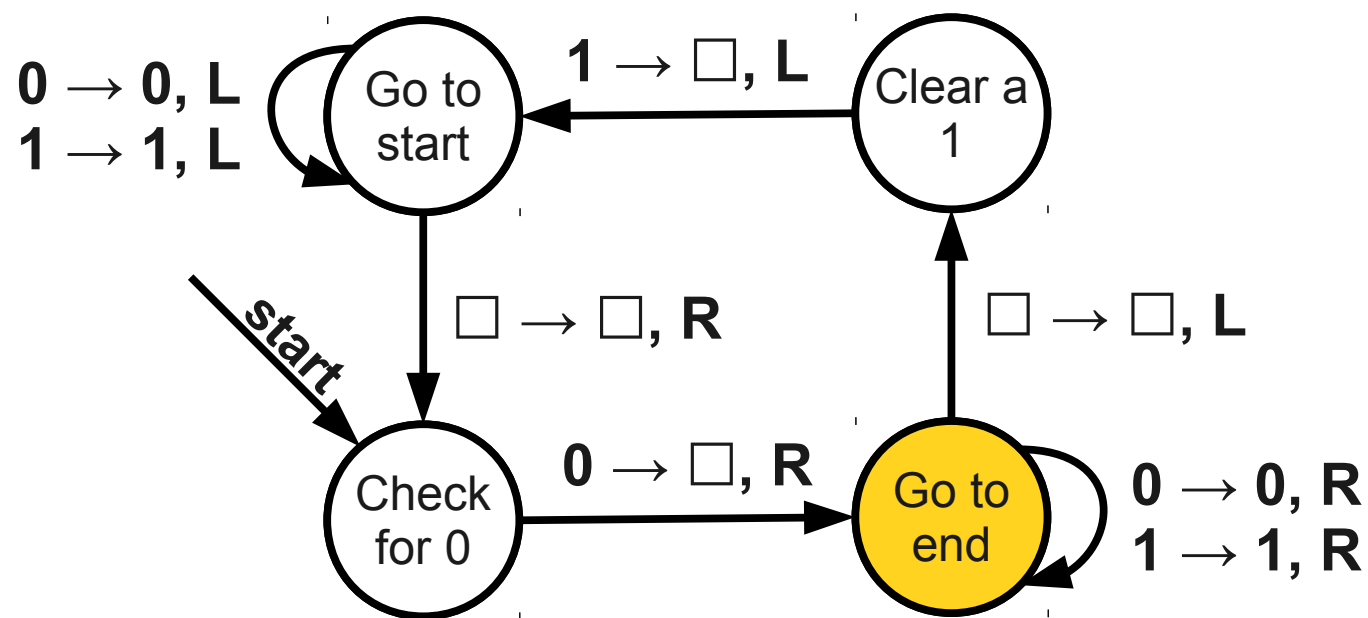 0 → 0, L
1 → 1, L
Go to
start
1 → □, L
Clear a
1
start
□ → □, R
□ → □, L
Check
for 0
0 → □, R
Go to
end
0 → 0, R
1 → 1, R